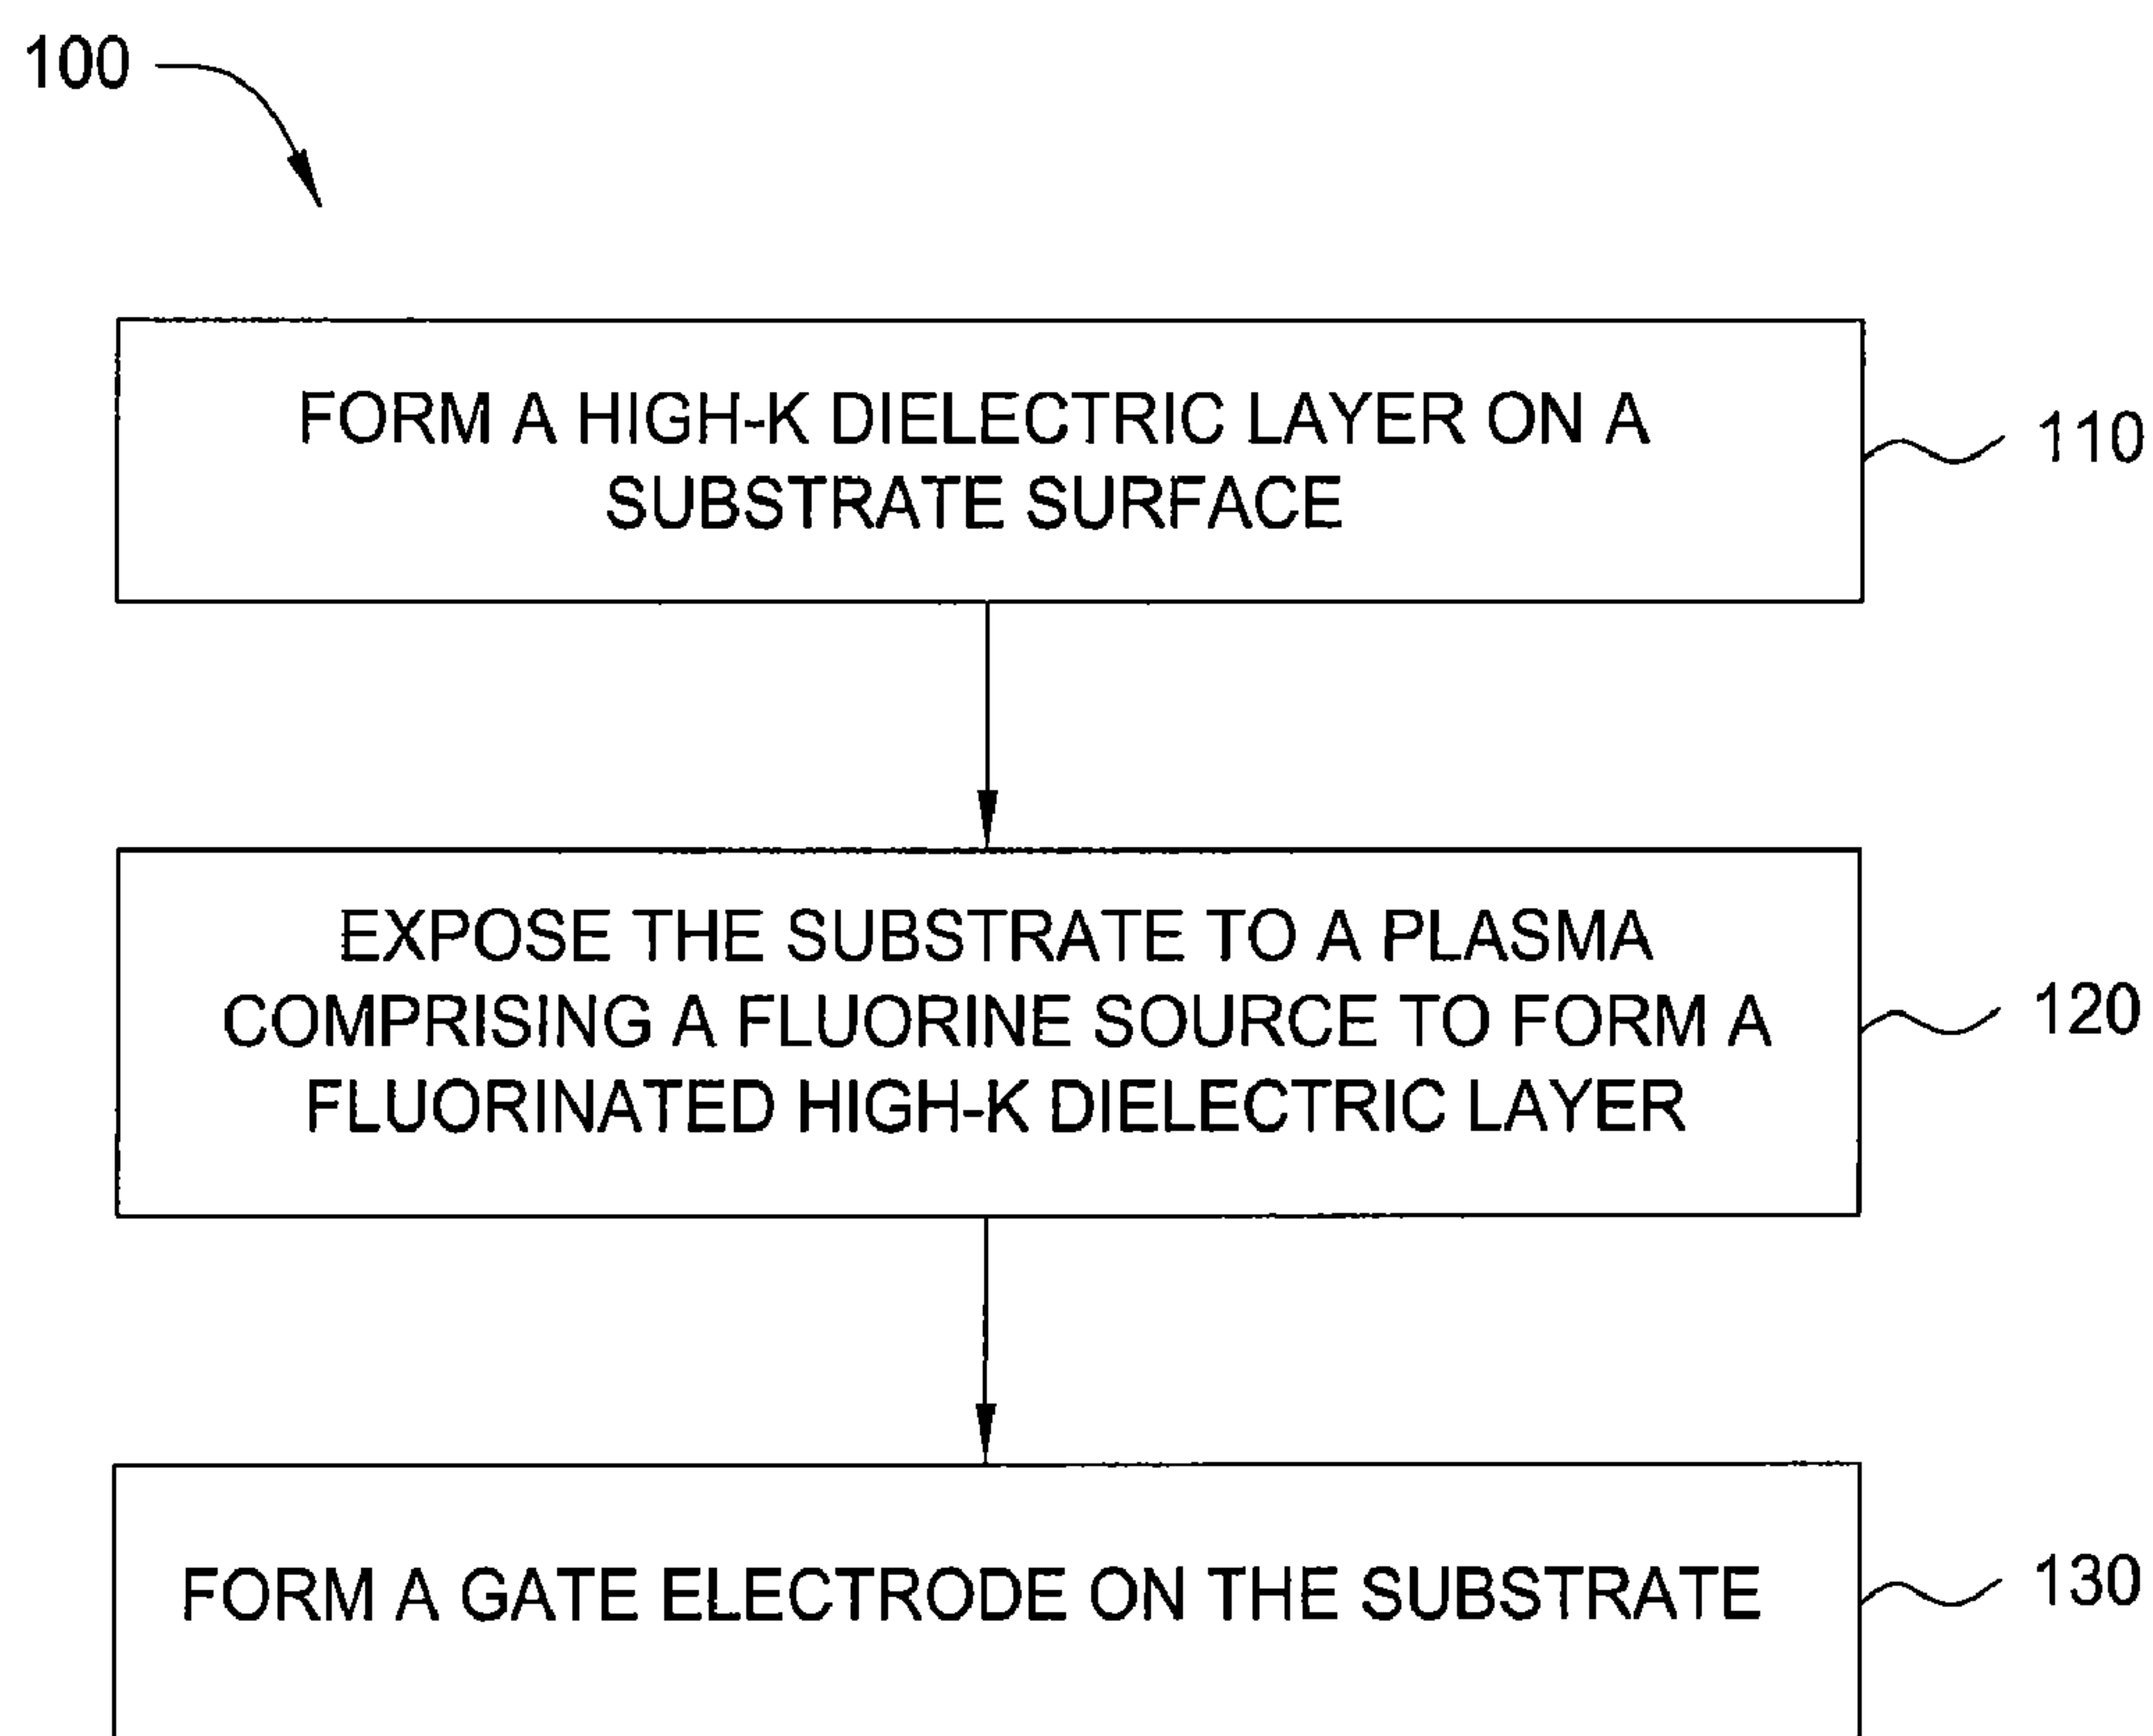 100
FORM A HIGH-K DIELECTRIC LAYER ON A
SUBSTRATE SURFACE
110
EXPOSE THE SUBSTRATE TO A PLASMA
COMPRISING A FLUORINE SOURCE TO FORM A
FLUORINATED HIGH-K DIELECTRIC LAYER
120
FORM A GATE ELECTRODE ON THE SUBSTRATE
130